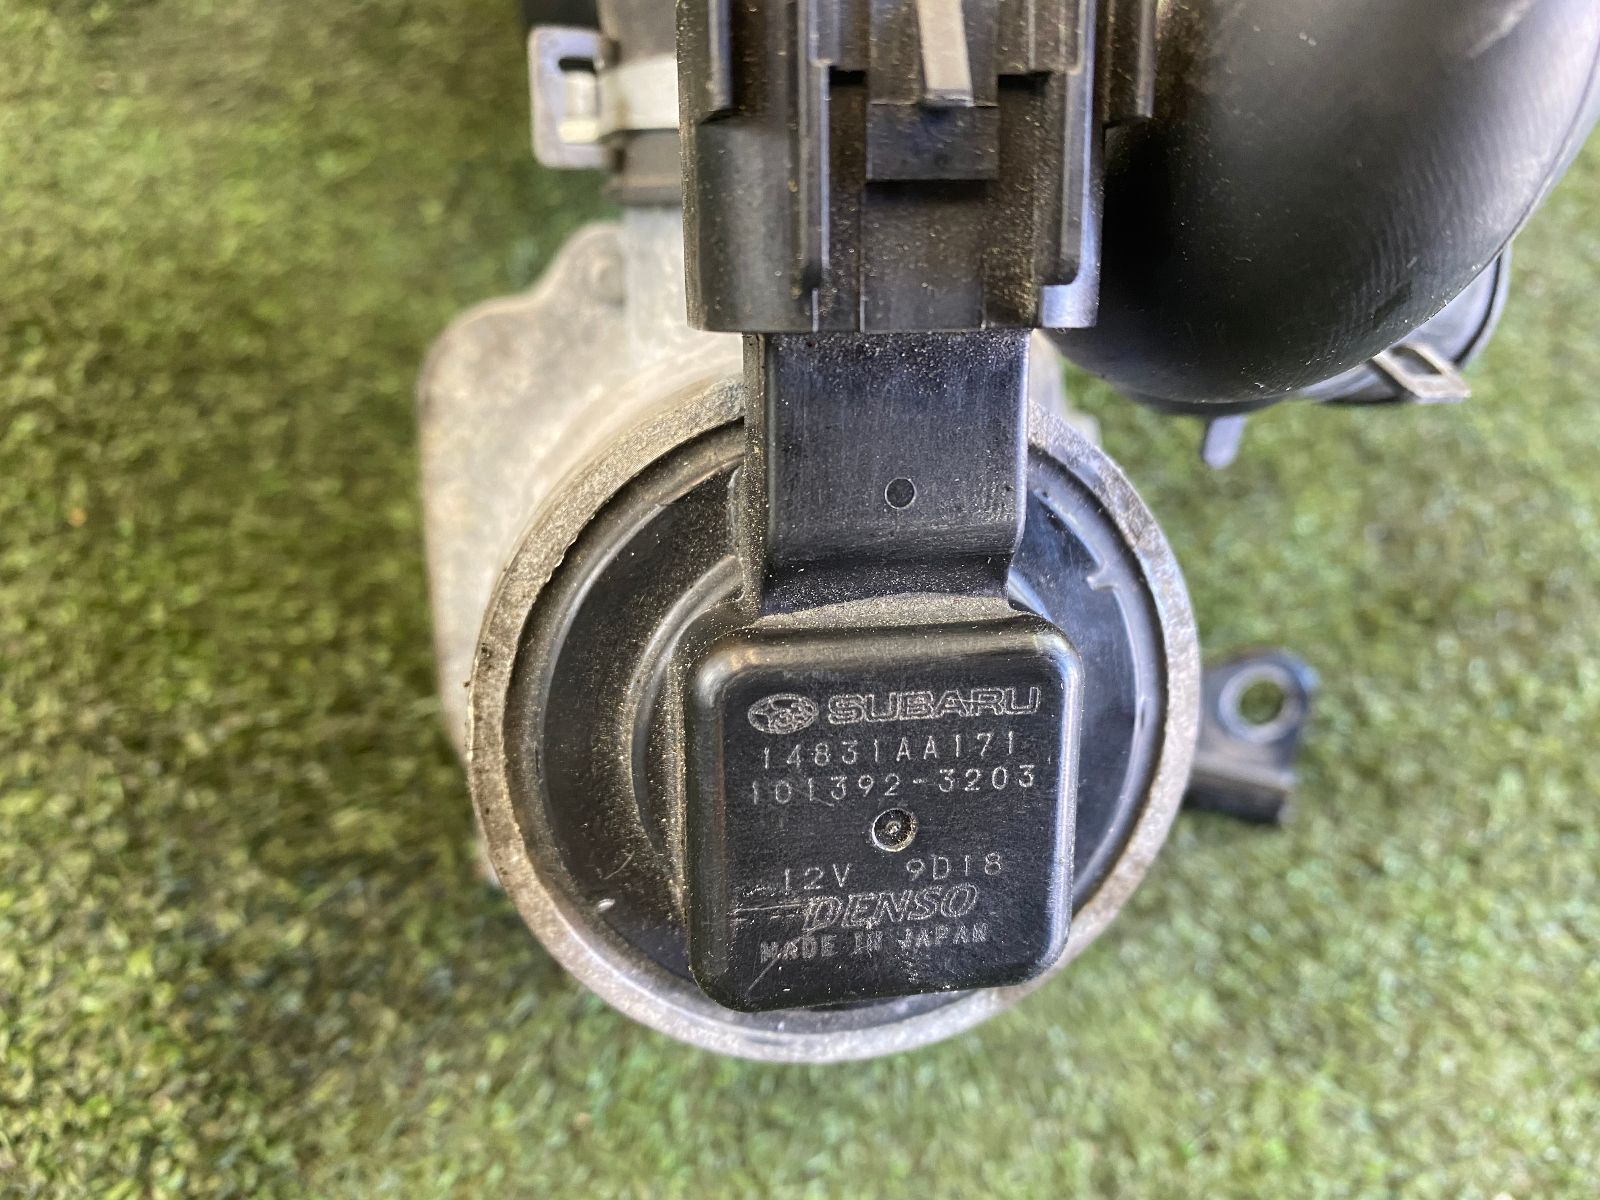 SUBARU
14831AA171
101392-3203
12V 9D18
DENSO
MADE IN JAPAN